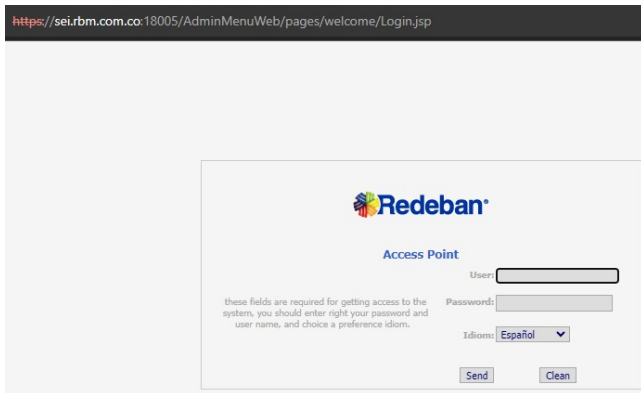 https://sei.rbm.com.co:18005/AdminMenuWeb/pages/welcome/Login.jsp
Redeban
Access Point
User:
these fields are required for getting access to the
system, you should enter right your password and
user name, and choice a preference idiom.
Password:
Idiom: Español
Send Clean